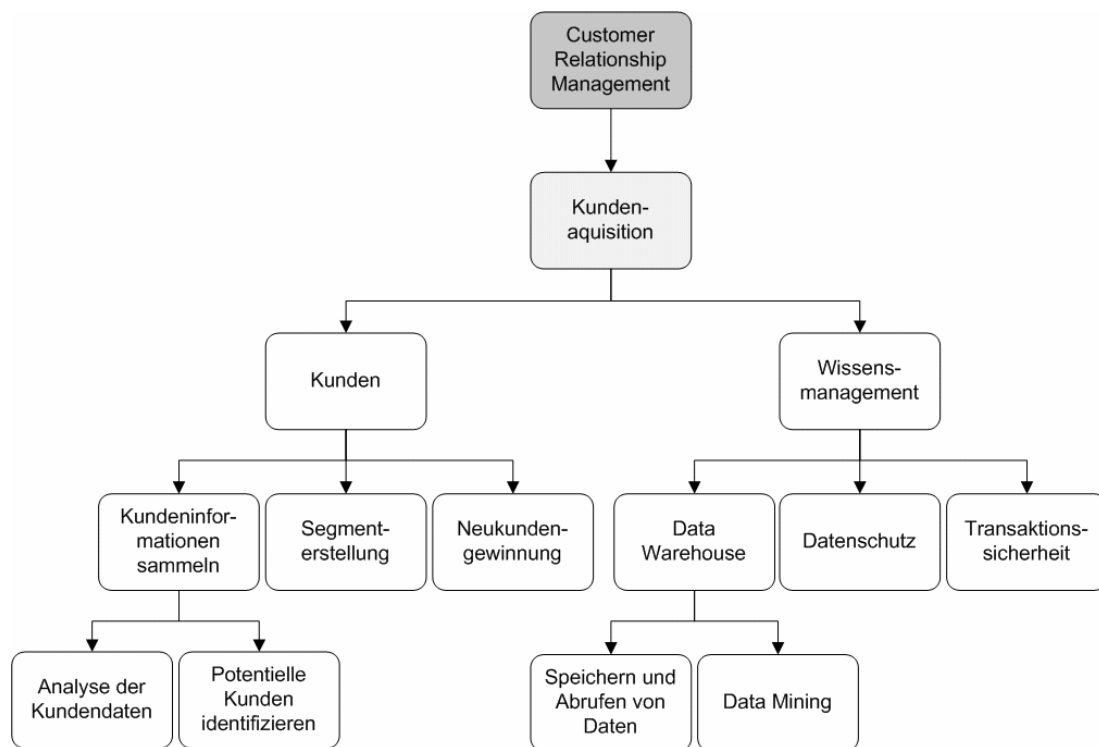 Customer
Relationship
Management
Kunden-
aquisition
Kunden
Wissens-
management
Kundeninfor-
mationen
sammeln
Segment-
erstellung
Neukunden-
gewinnung
Data
Warehouse
Datenschutz
Transaktions-
sicherheit
Analyse der
Kundendaten
Potentielle
Kunden
identifizieren
Speichern und
Abrufen von
Daten
Data Mining